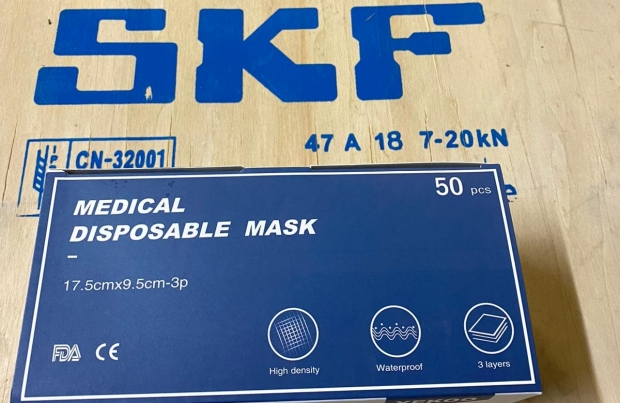 SKF
CN-32001
47 A 18 7-20kN
MEDICAL
DISPOSABLE MASK
50 pcs
17.5cmx9.5cm-3p
FDA CE
High density
Waterproof
3 layers